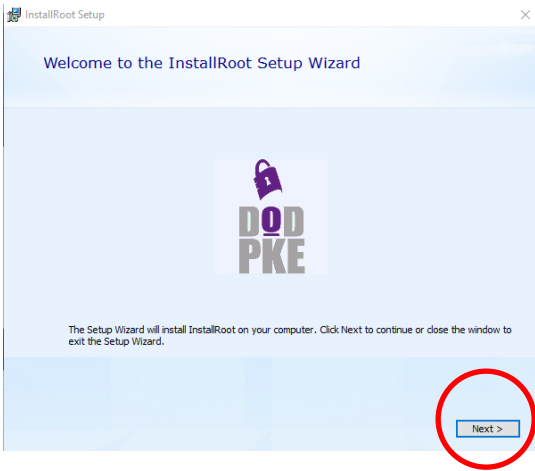 InstallRoot Setup
Welcome to the InstallRoot Setup Wizard
DOD
PKE
The Setup Wizard will install InstallRoot on your computer. Click Next to continue or close the window to
exit the Setup Wizard.
Next >